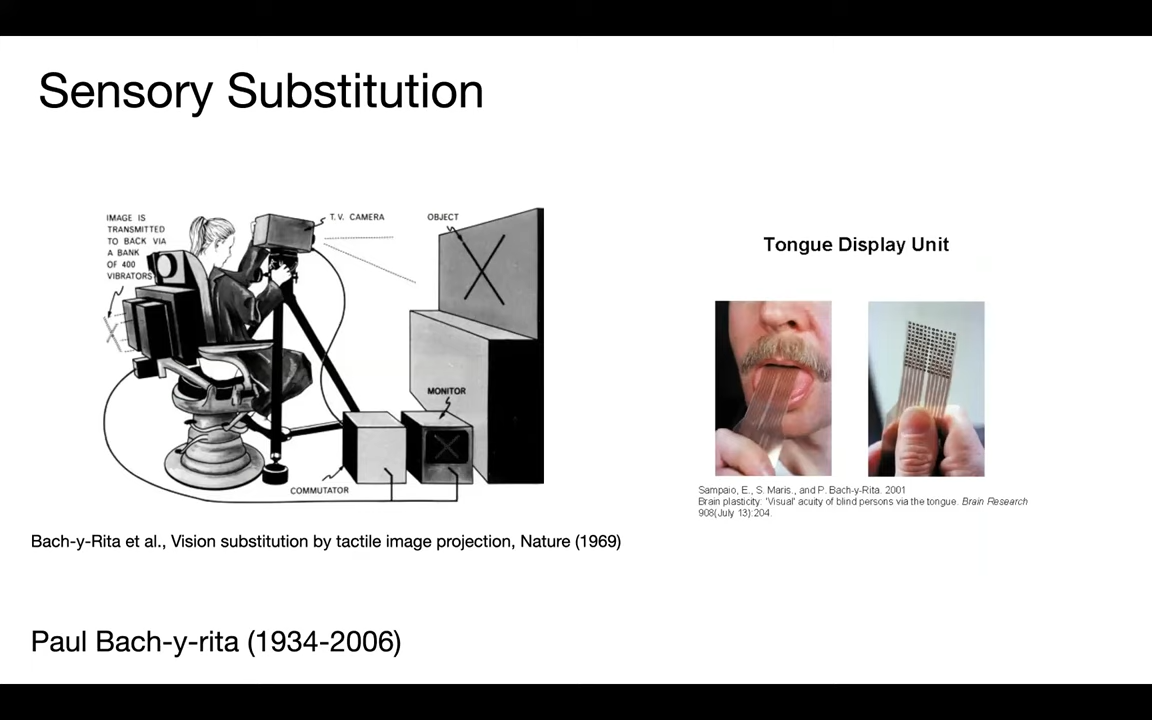 Sensory Substitution
IMAGE IS
TRANSMITTED
TO BACK VIA
A BANK
OF 400
VIBRATORS
T.V. CAMERA
OBJECT
MONITOR
COMMUTATOR
Bach-y-Rita et al., Vision substitution by tactile image projection, Nature (1969)
Tongue Display Unit
Sampaio, E., S. Maris., and P. Bach-y-Rita. 2001
Brain plasticity: 'Visual' acuity of blind persons via the tongue. Brain Research
908(July 13):204.
Paul Bach-y-rita (1934-2006)